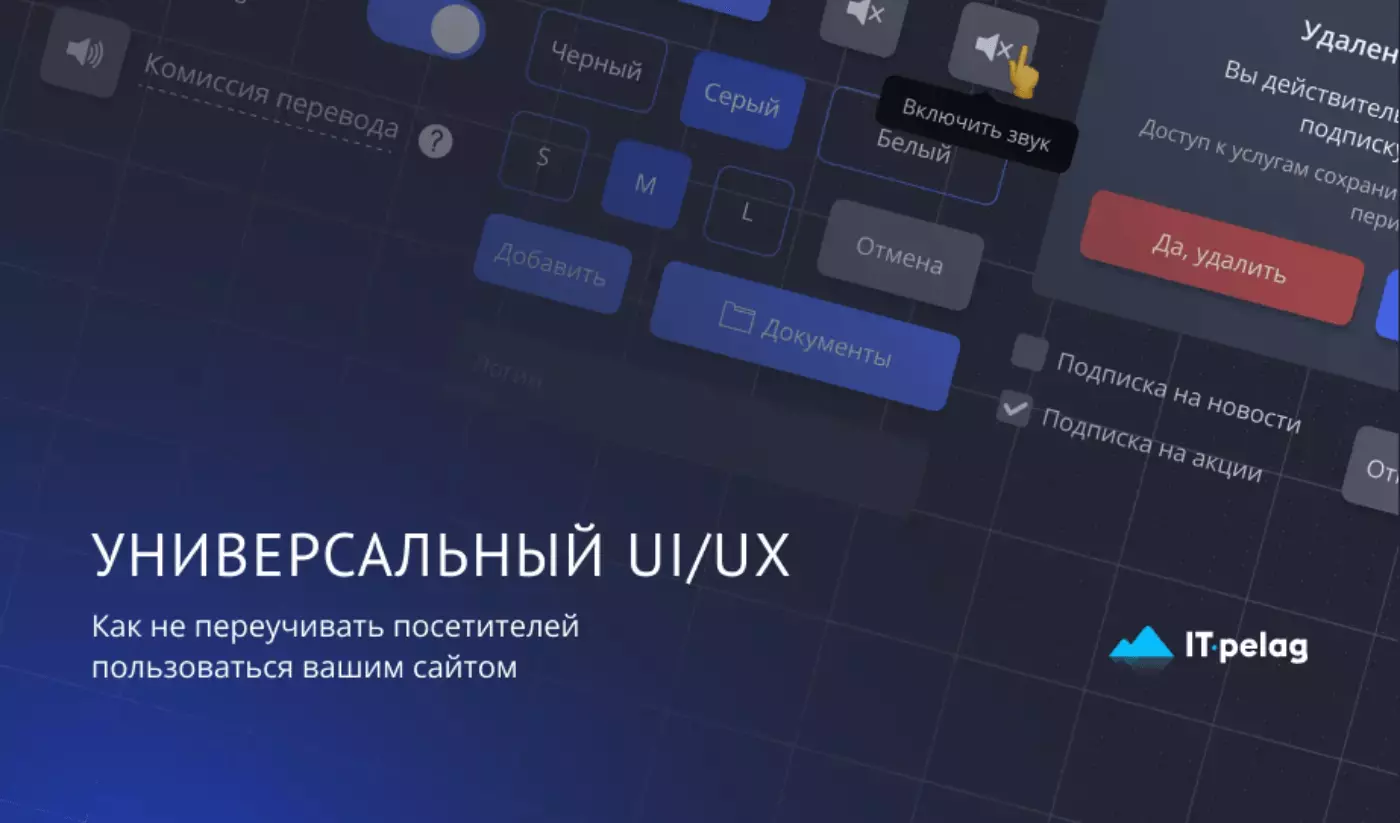 Комиссия перевода
?
Черный
Серый
Белый
Включить звук
S
M
L
Добавить
Документы
Отмена
Логин
Вы действитель
подписку
Доступ к услугам сохрани
Да, удалить
Подписка на новости
Подписка на акции
УНИВЕРСАЛЬНЫЙ UI/UX
Как не переучивать посетителей
пользоваться вашим сайтом
IT·pelag